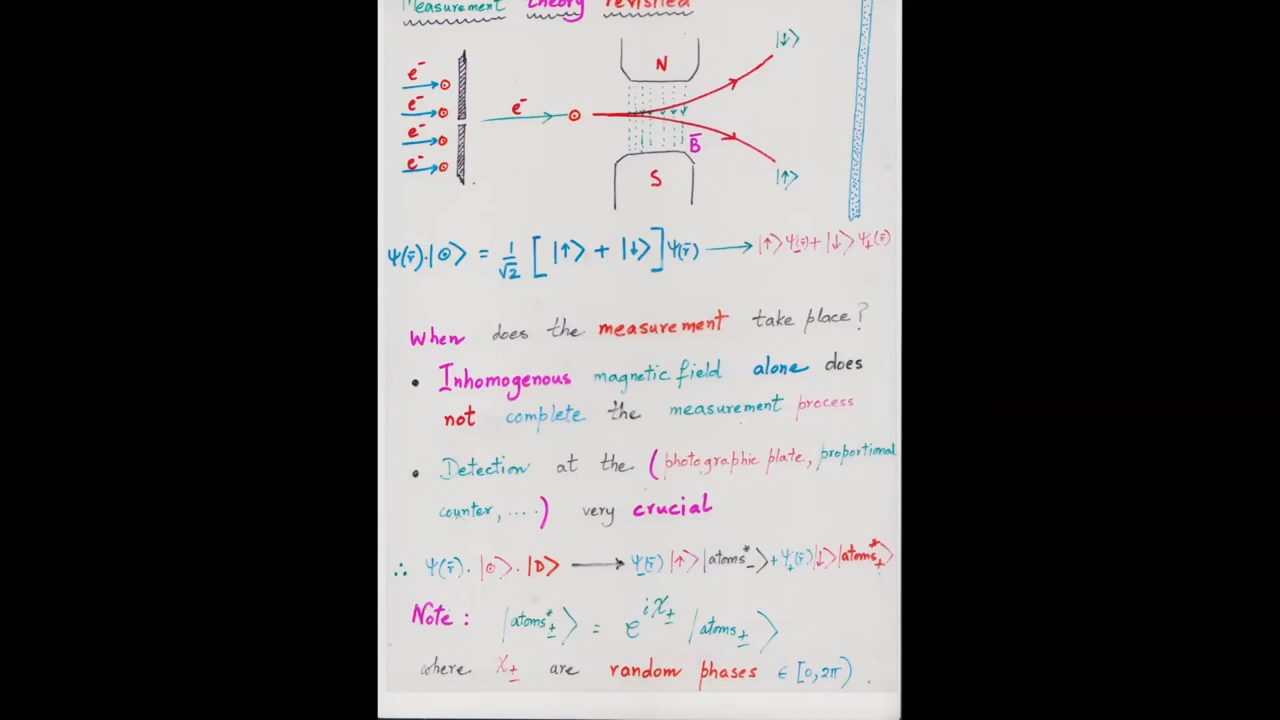 Measurement theory revisited
e⁻
e⁻
e⁻
e⁻
e⁻
N
S
B̅
|↓⟩
|↑⟩
Ψ(r̅)·|⊙⟩ = 1/√2 [ |↑⟩ + |↓⟩ ] Ψ(r̅) ⟶ |↑⟩Ψ₋(r̅) + |↓⟩Ψ₊(r̅)
When does the measurement take place?
• Inhomogenous magnetic field alone does
not complete the measurement process
• Detection at the (photographic plate, proportional
counter, ....) very crucial
∴ Ψ(r̅)·|⊙⟩·|D⟩ ⟶ Ψ₋(r̅)|↑⟩|atoms*₋⟩ + Ψ₊(r̅)|↓⟩|atoms*₊⟩
Note: |atoms*±⟩ = e^{iχ±} |atoms±⟩
where χ± are random phases ∈ [0, 2π).